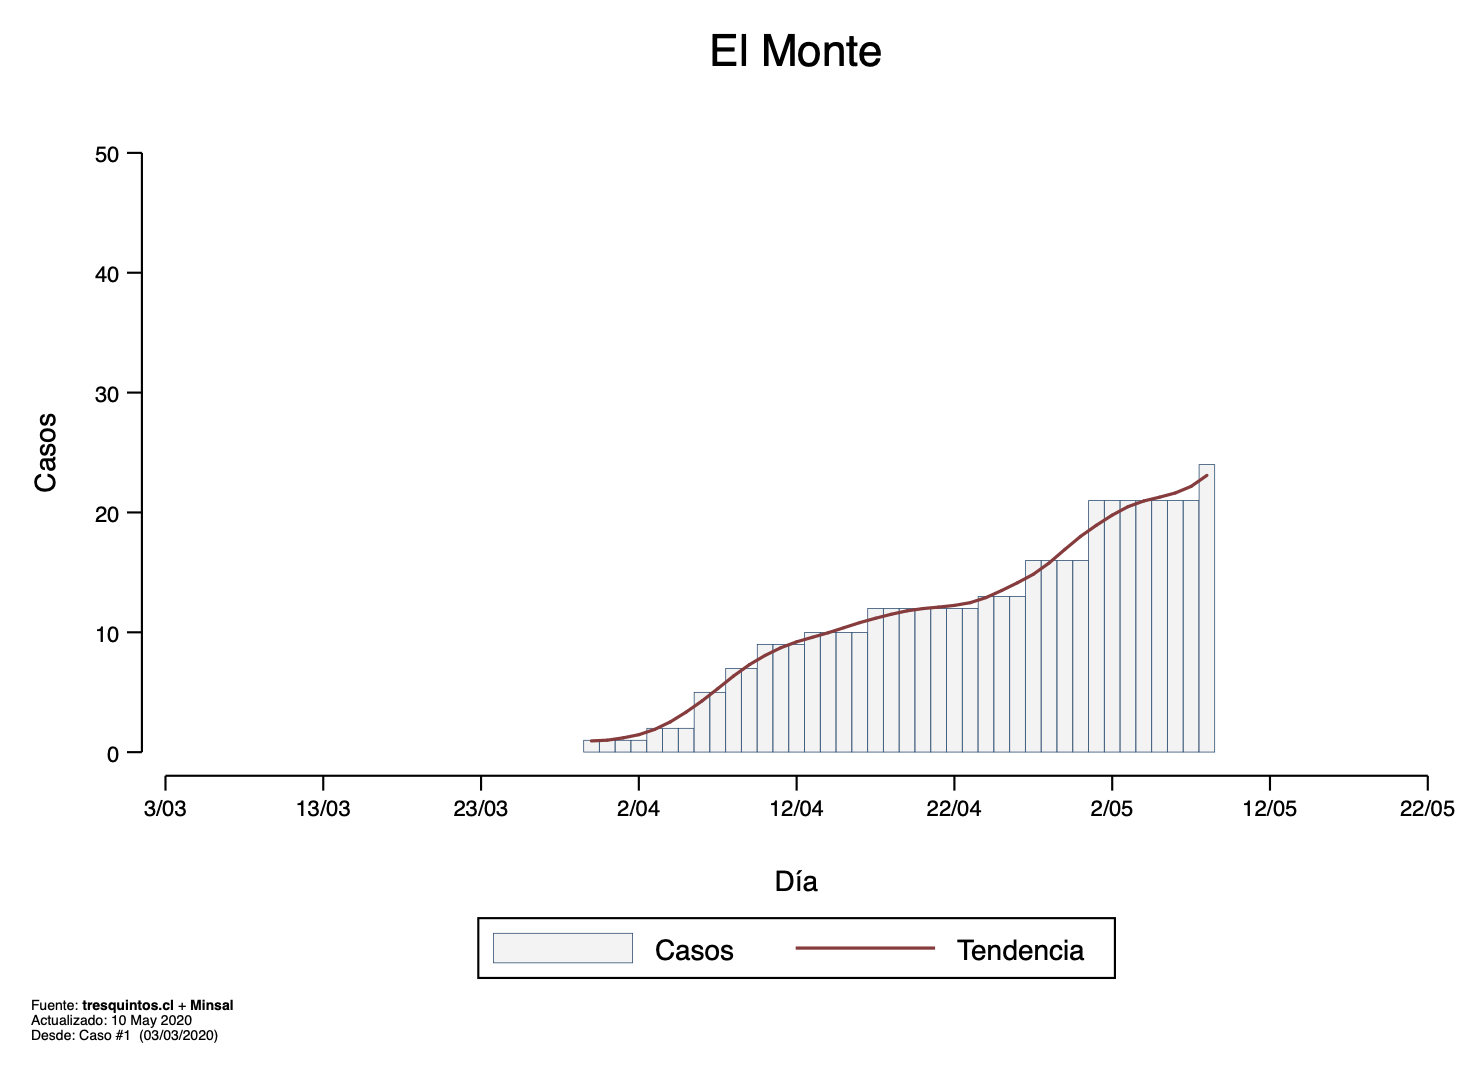 El Monte
50
40
30
20
10
0
Casos
3/03 13/03 23/03 2/04 12/04 22/04 2/05 12/05 22/05
Día
Casos Tendencia
Fuente: tresquintos.cl + Minsal
Actualizado: 10 May 2020
Desde: Caso #1 (03/03/2020)